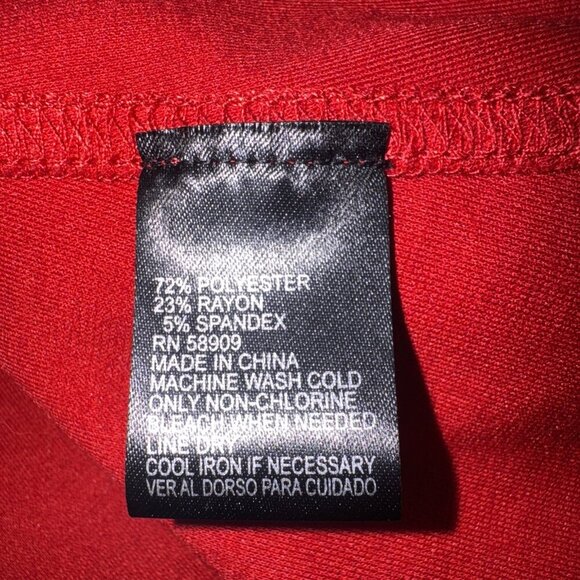 72% POLYESTER
23% RAYON
5% SPANDEX
RN 58909
MADE IN CHINA
MACHINE WASH COLD
ONLY NON-CHLORINE
BLEACH WHEN NEEDED
LINE DRY
COOL IRON IF NECESSARY
VER AL DORSO PARA CUIDADO